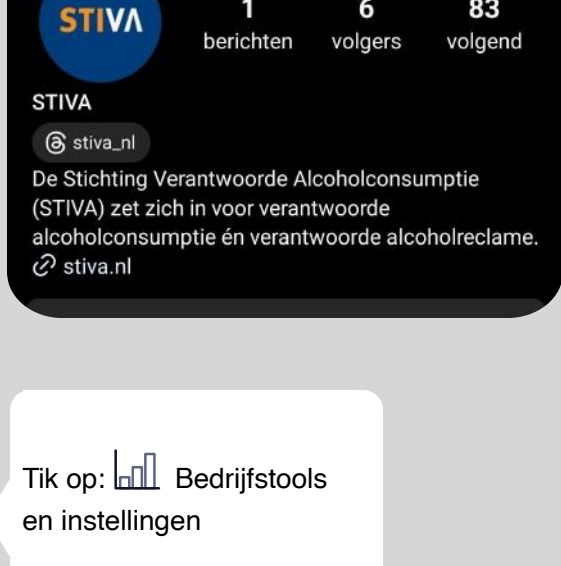 STIVA
1 6 83
berichten volgers volgend
STIVA
stiva_nl
De Stichting Verantwoorde Alcoholconsumptie
(STIVA) zet zich in voor verantwoorde
alcoholconsumptie én verantwoorde alcoholreclame.
stiva.nl
Tik op: Bedrijfstools
en instellingen